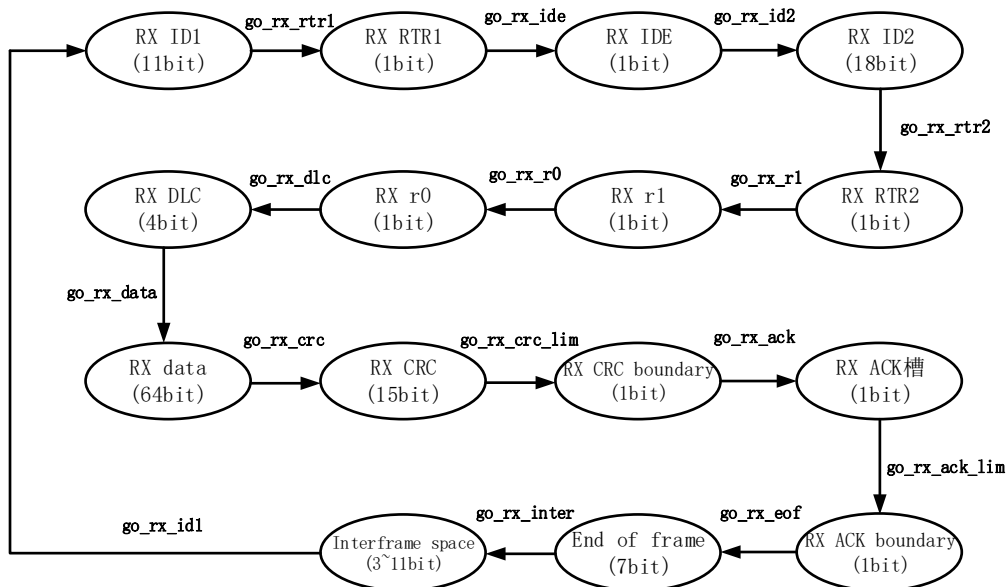 go_rx_rtr1
go_rx_ide
go_rx_id2
RX ID1
(11bit)
RX RTR1
(1bit)
RX IDE
(1bit)
RX ID2
(18bit)
go_rx_rtr2
go_rx_dlc
go_rx_r0
go_rx_r1
RX DLC
(4bit)
RX r0
(1bit)
RX r1
(1bit)
RX RTR2
(1bit)
go_rx_data
go_rx_crc
go_rx_crc_lim
go_rx_ack
RX data
(64bit)
RX CRC
(15bit)
RX CRC boundary
(1bit)
RX ACK槽
(1bit)
go_rx_ack_lim
go_rx_id1
go_rx_inter
go_rx_eof
Interframe space
(3~11bit)
End of frame
(7bit)
RX ACK boundary
(1bit)